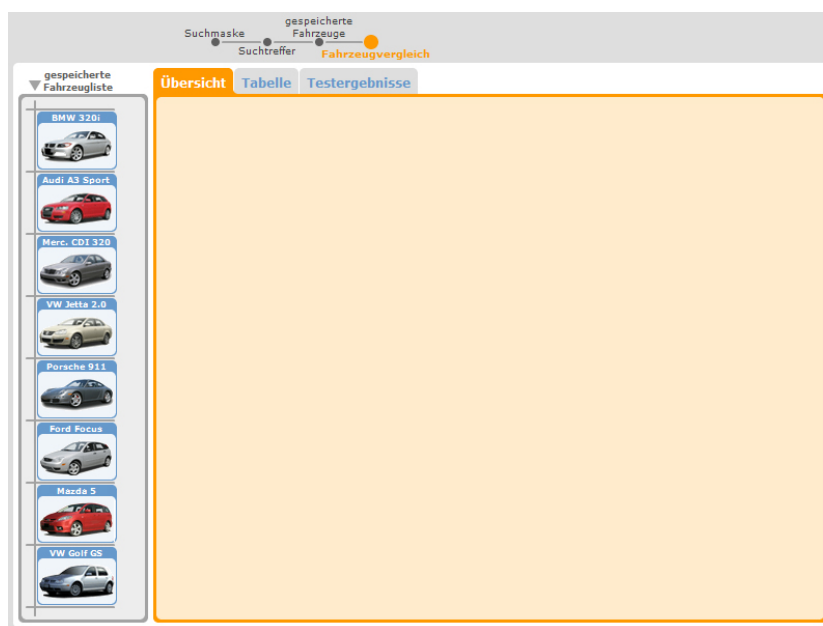 gespeicherte
Suchmaske
Fahrzeuge
Suchtreffer
Fahrzeugvergleich
gespeicherte
Fahrzeugliste
Übersicht
Tabelle
Testergebnisse
BMW 320i
Audi A3 Sport
Merc. CDI 320
VW Jetta 2.0
Porsche 911
Ford Focus
Mazda 5
VW Golf GS